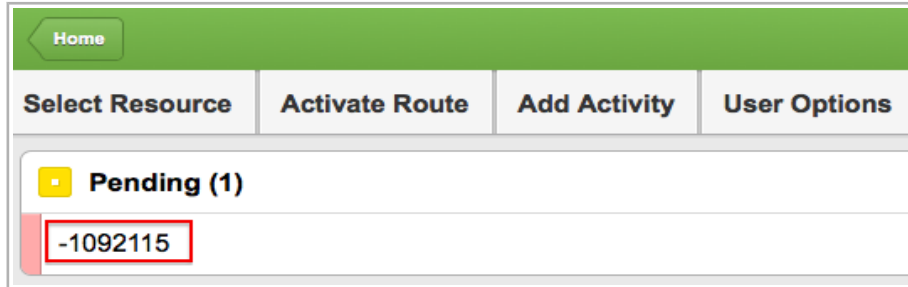 Home
Select Resource Activate Route Add Activity User Options
Pending (1)
-1092115